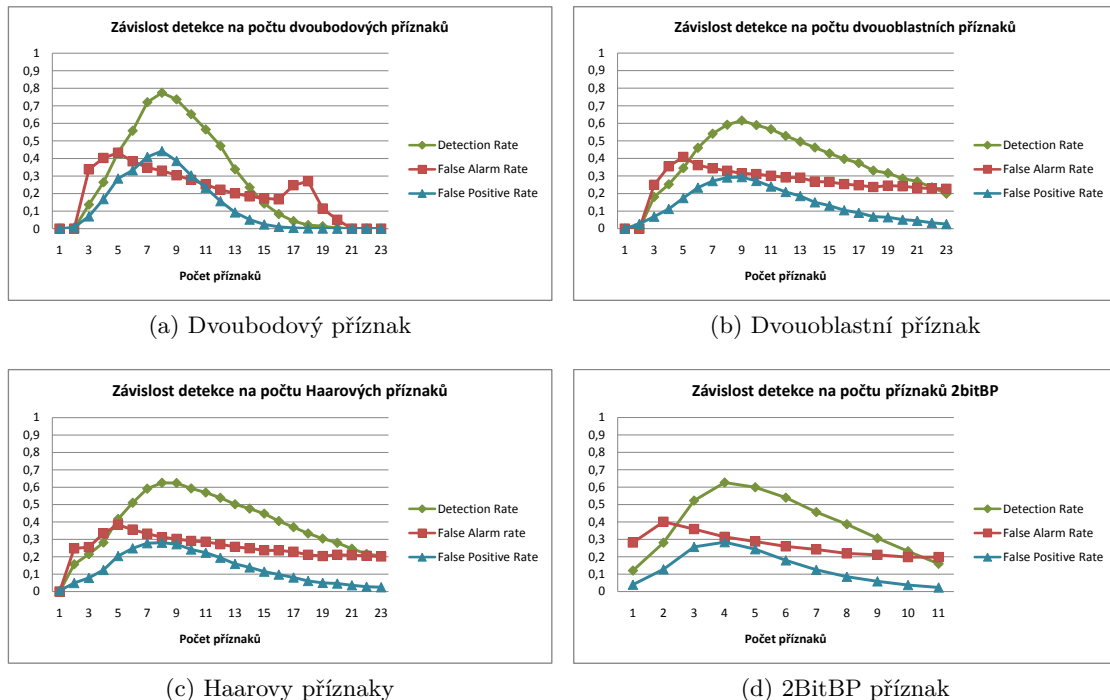 Závislost detekce na počtu dvoubodových příznaků
1
0,9
0,8
0,7
0,6
0,5
0,4
0,3
0,2
0,1
0
1 3 5 7 9 11 13 15 17 19 21 23
Počet příznaků
Detection Rate
False Alarm Rate
False Positive Rate
(a) Dvoubodový příznak
Závislost detekce na počtu dvouoblastních příznaků
1
0,9
0,8
0,7
0,6
0,5
0,4
0,3
0,2
0,1
0
1 3 5 7 9 11 13 15 17 19 21 23
Počet příznaků
Detection Rate
False Alarm Rate
False Positive Rate
(b) Dvouoblastní příznak
Závislost detekce na počtu Haarových příznaků
1
0,9
0,8
0,7
0,6
0,5
0,4
0,3
0,2
0,1
0
1 3 5 7 9 11 13 15 17 19 21 23
Počet příznaků
Detection Rate
False Alarm rate
False Positive Rate
(c) Haarovy příznaky
Závislost detekce na počtu příznaků 2bitBP
1
0,9
0,8
0,7
0,6
0,5
0,4
0,3
0,2
0,1
0
1 2 3 4 5 6 7 8 9 10 11
Počet příznaků
Detection Rate
False Alarm Rate
False Positive Rate
(d) 2BitBP příznak